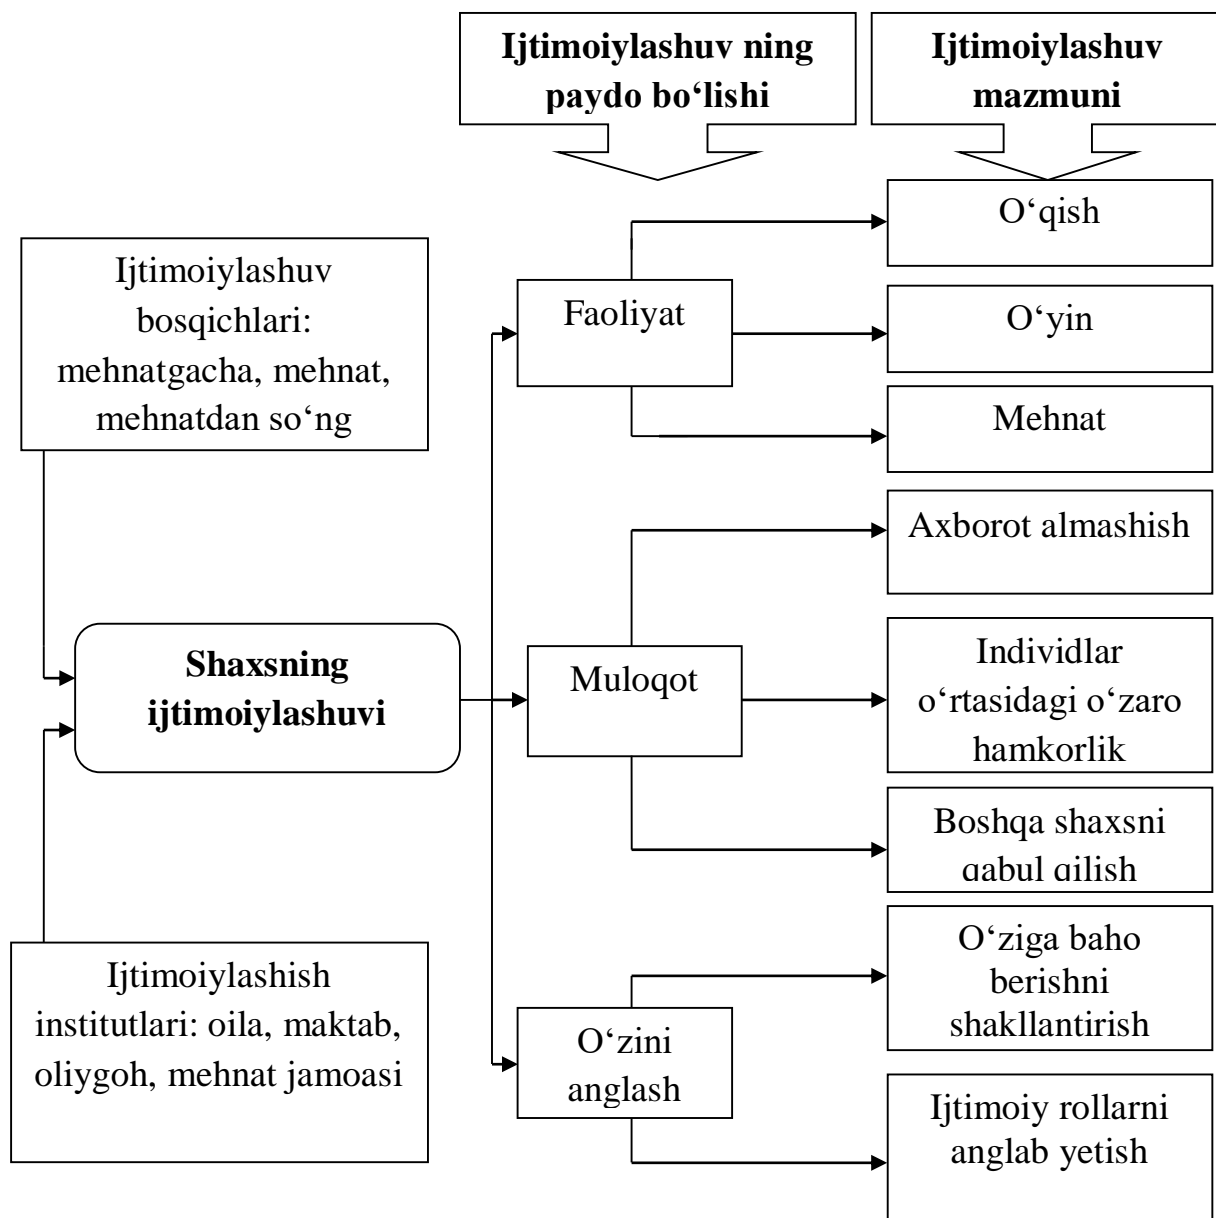 Ijtimoiylashuv ning
paydo bo‘lishi
Ijtimoiylashuv
mazmuni
Ijtimoiylashuv
bosqichlari:
mehnatgacha, mehnat,
mehnatdan so‘ng
Shaxsning
ijtimoiylashuvi
Ijtimoiylashish
institutlari: oila, maktab,
oliygoh, mehnat jamoasi
Faoliyat
O‘qish
O‘yin
Mehnat
Muloqot
Axborot almashish
Individlar
o‘rtasidagi o‘zaro
hamkorlik
Boshqa shaxsni
qabul qilish
O‘zini
anglash
O‘ziga baho
berishni
shakllantirish
Ijtimoiy rollarni
anglab yetish